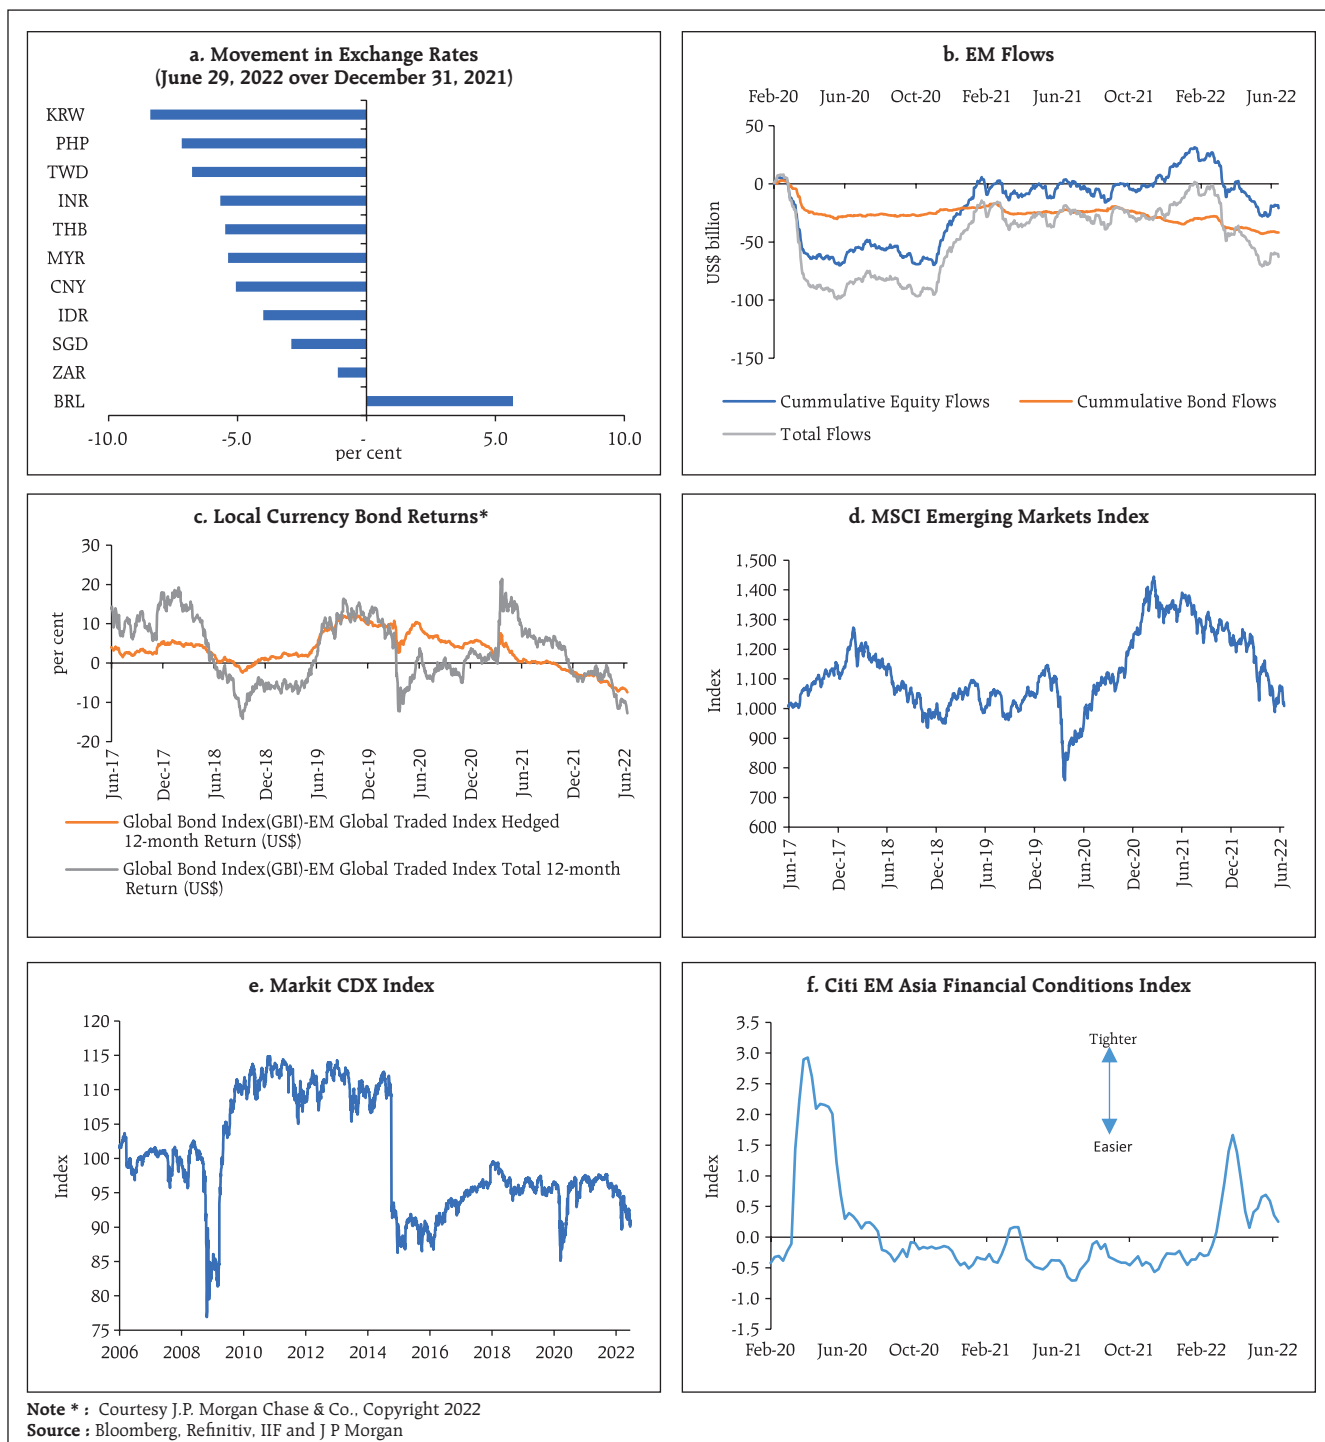 a. Movement in Exchange Rates
(June 29, 2022 over December 31, 2021)
KRW
PHP
TWD
INR
THB
MYR
CNY
IDR
SGD
ZAR
BRL
-10.0 -5.0 - 5.0 10.0
per cent
b. EM Flows
Feb-20 Jun-20 Oct-20 Feb-21 Jun-21 Oct-21 Feb-22 Jun-22
50
0
-50
-100
-150
US$ billion
Cummulative Equity Flows Cummulative Bond Flows
Total Flows
c. Local Currency Bond Returns*
30
20
10
0
-10
-20
per cent
Jun-17 Dec-17 Jun-18 Dec-18 Jun-19 Dec-19 Jun-20 Dec-20 Jun-21 Dec-21 Jun-22
Global Bond Index(GBI)-EM Global Traded Index Hedged
12-month Return (US$)
Global Bond Index(GBI)-EM Global Traded Index Total 12-month
Return (US$)
d. MSCI Emerging Markets Index
1,500
1,400
1,300
1,200
1,100
1,000
900
800
700
600
Index
Jun-17 Dec-17 Jun-18 Dec-18 Jun-19 Dec-19 Jun-20 Dec-20 Jun-21 Dec-21 Jun-22
e. Markit CDX Index
120
115
110
105
100
95
90
85
80
75
Index
2006 2008 2010 2012 2014 2016 2018 2020 2022
f. Citi EM Asia Financial Conditions Index
3.5
3.0
2.5
2.0
1.5
1.0
0.5
0.0
-0.5
-1.0
-1.5
Index
Tighter
Easier
Feb-20 Jun-20 Oct-20 Feb-21 Jun-21 Oct-21 Feb-22 Jun-22
Note * : Courtesy J.P. Morgan Chase & Co., Copyright 2022
Source : Bloomberg, Refinitiv, IIF and J P Morgan